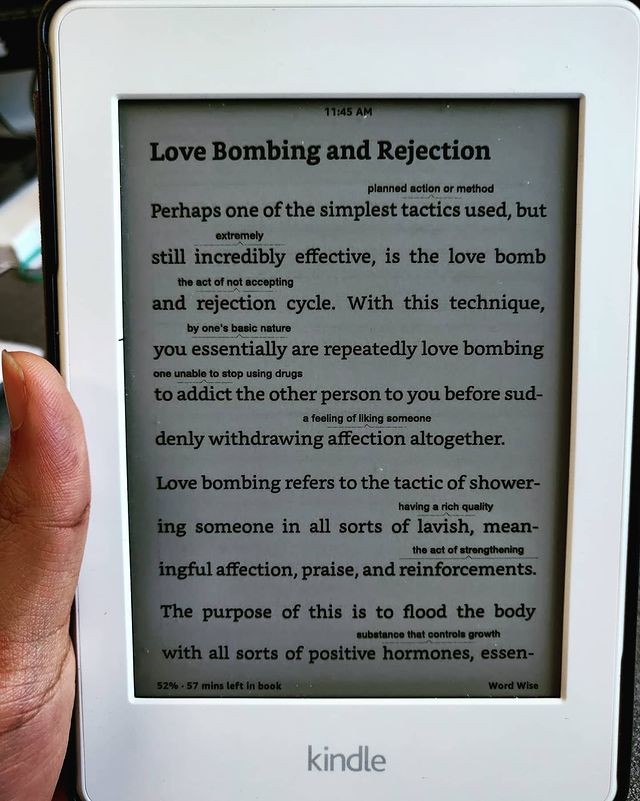 11:45 AM
Love Bombing and Rejection
planned action or method
Perhaps one of the simplest tactics used, but
extremely
still incredibly effective, is the love bomb
the act of not accepting
and rejection cycle. With this technique,
by one's basic nature
you essentially are repeatedly love bombing
one unable to stop using drugs
to addict the other person to you before sud-
a feeling of liking someone
denly withdrawing affection altogether.
Love bombing refers to the tactic of shower-
having a rich quality
ing someone in all sorts of lavish, mean-
the act of strengthening
ingful affection, praise, and reinforcements.
The purpose of this is to flood the body
substance that controls growth
with all sorts of positive hormones, essen-
52% · 57 mins left in book Word Wise
kindle